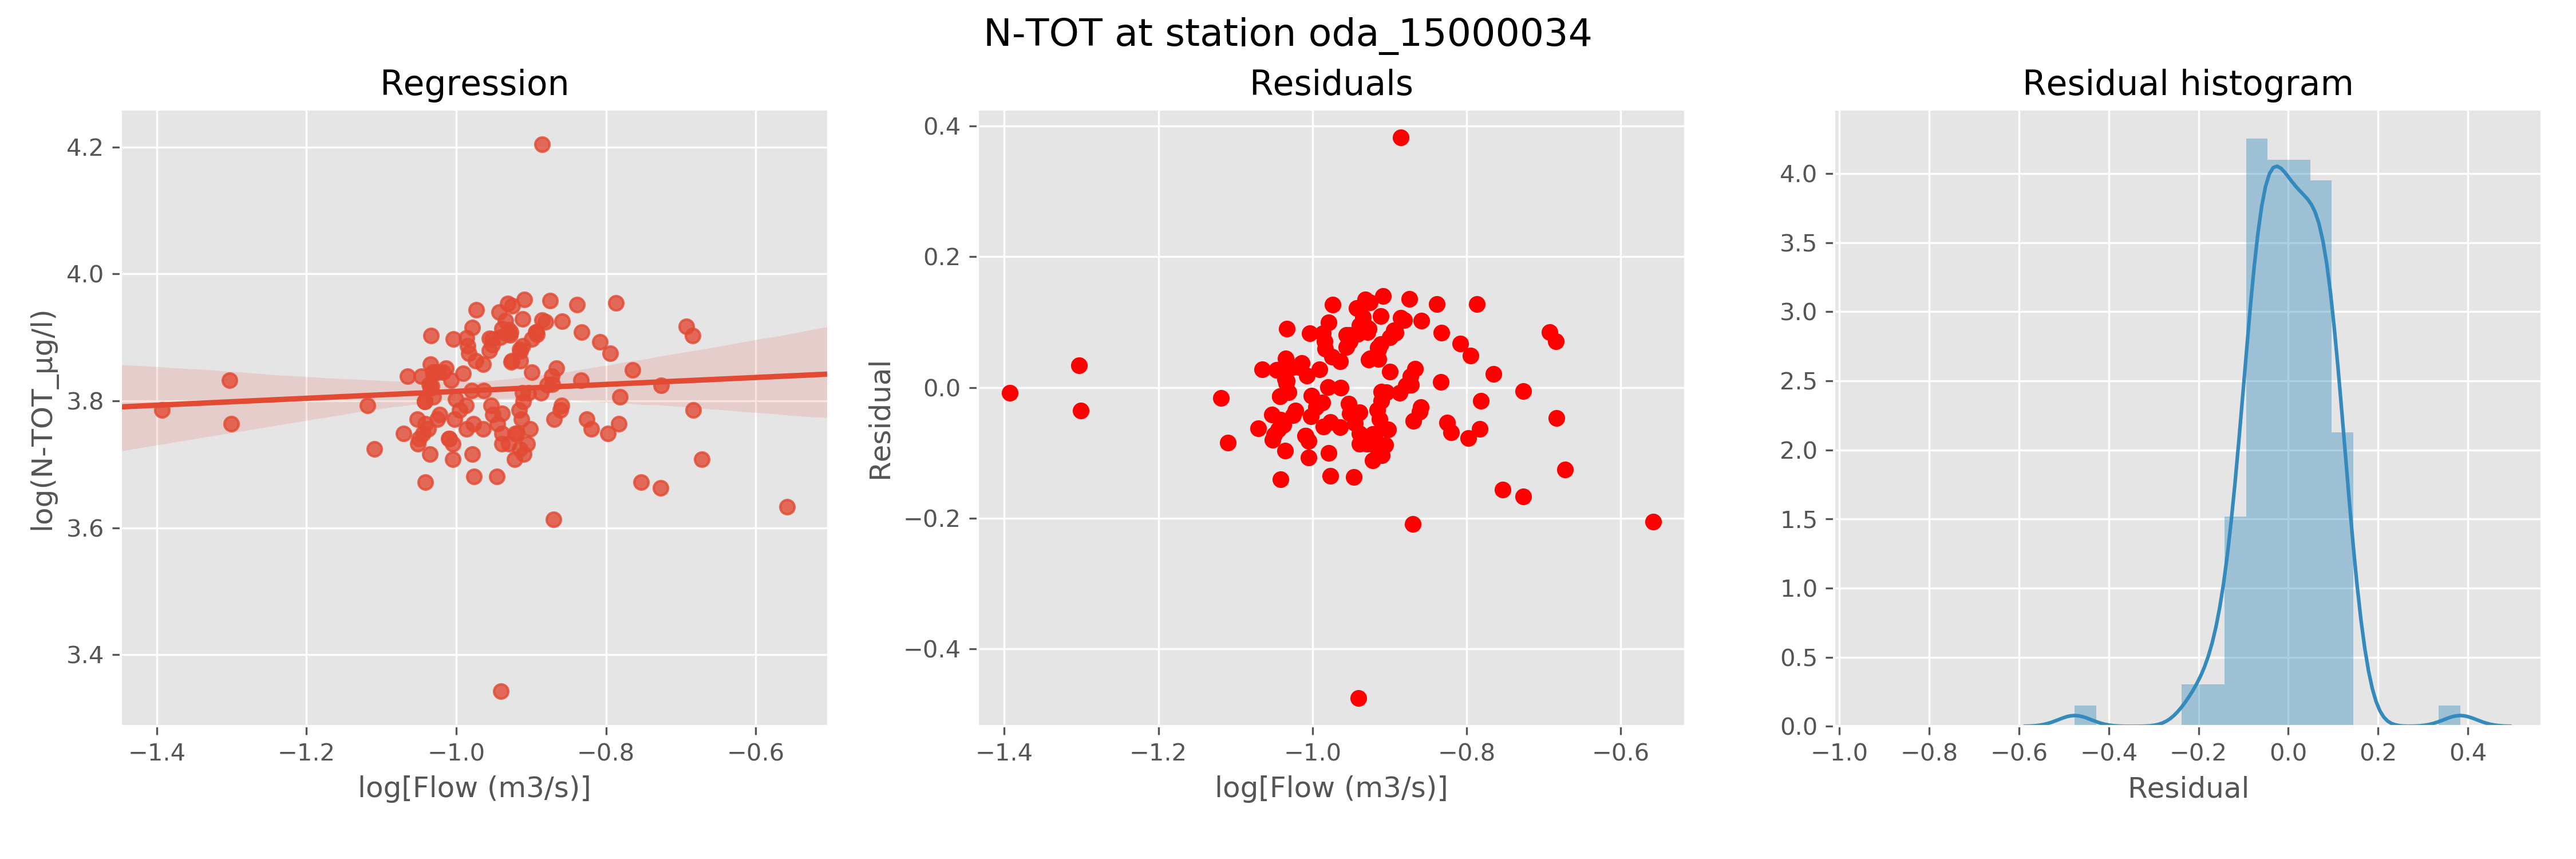 N-TOT at station oda_15000034
Regression
4.2
4.0
3.8
3.6
3.4
log(N-TOT_µg/l)
−1.4 −1.2 −1.0 −0.8 −0.6
log[Flow (m3/s)]
Residuals
0.4
0.2
0.0
−0.2
−0.4
Residual
−1.4 −1.2 −1.0 −0.8 −0.6
log[Flow (m3/s)]
Residual histogram
4.0
3.5
3.0
2.5
2.0
1.5
1.0
0.5
0.0
−1.0 −0.8 −0.6 −0.4 −0.2 0.0 0.2 0.4
Residual